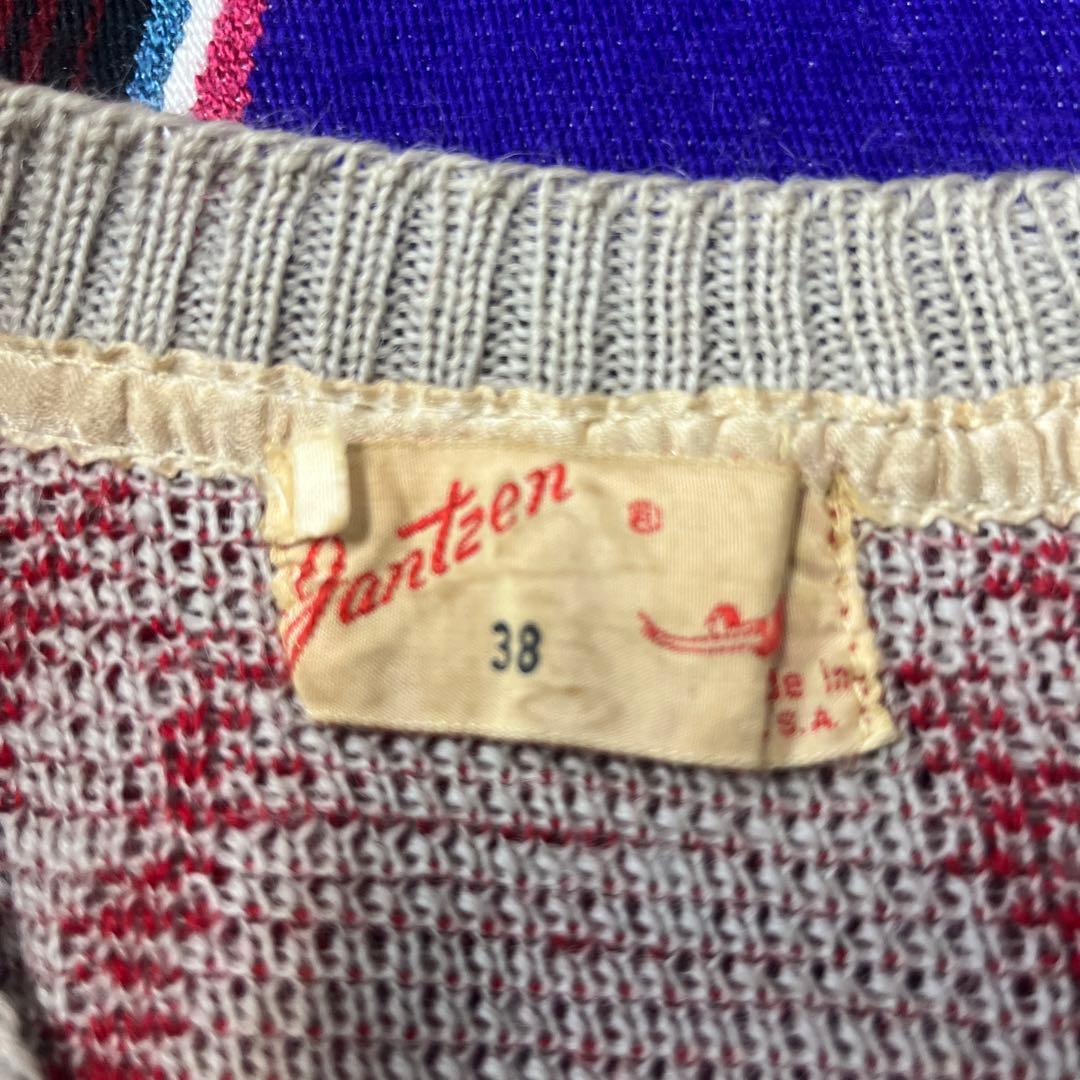 Jantzen ®
38
de in
S.A.